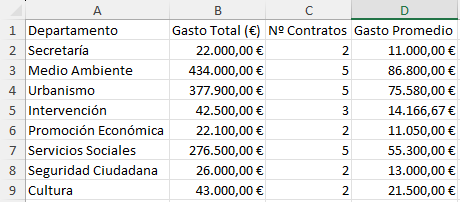 A B C D
1 Departamento Gasto Total (€) Nº Contratos Gasto Promedio
2 Secretaría 22.000,00 € 2 11.000,00 €
3 Medio Ambiente 434.000,00 € 5 86.800,00 €
4 Urbanismo 377.900,00 € 5 75.580,00 €
5 Intervención 42.500,00 € 3 14.166,67 €
6 Promoción Económica 22.100,00 € 2 11.050,00 €
7 Servicios Sociales 276.500,00 € 5 55.300,00 €
8 Seguridad Ciudadana 26.000,00 € 2 13.000,00 €
9 Cultura 43.000,00 € 2 21.500,00 €